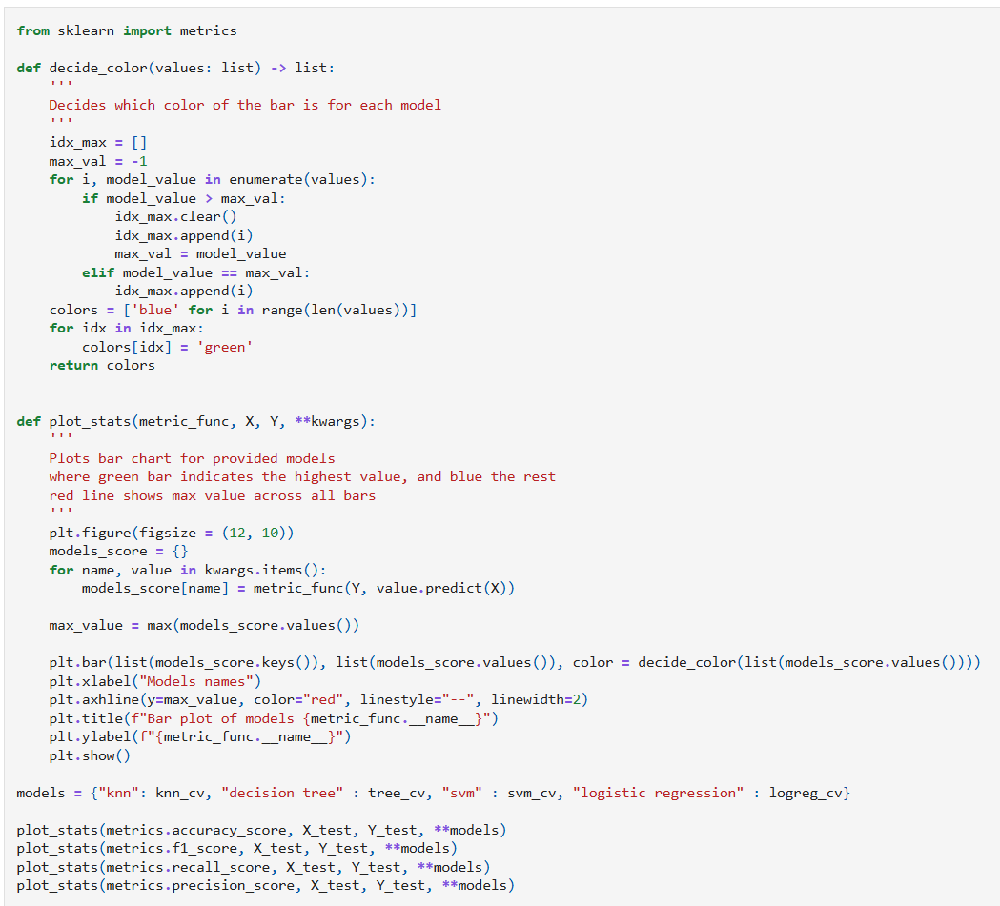 from sklearn import metrics

def decide_color(values: list) -> list:
    '''
    Decides which color of the bar is for each model
    '''
    idx_max = []
    max_val = -1
    for i, model_value in enumerate(values):
        if model_value > max_val:
            idx_max.clear()
            idx_max.append(i)
            max_val = model_value
        elif model_value == max_val:
            idx_max.append(i)
    colors = ['blue' for i in range(len(values))]
    for idx in idx_max:
        colors[idx] = 'green'
    return colors


def plot_stats(metric_func, X, Y, **kwargs):
    '''
    Plots bar chart for provided models
    where green bar indicates the highest value, and blue the rest
    red line shows max value across all bars
    '''
    plt.figure(figsize = (12, 10))
    models_score = {}
    for name, value in kwargs.items():
        models_score[name] = metric_func(Y, value.predict(X))

    max_value = max(models_score.values())

    plt.bar(list(models_score.keys()), list(models_score.values()), color = decide_color(list(models_score.values())))
    plt.xlabel("Models names")
    plt.axhline(y=max_value, color="red", linestyle="--", linewidth=2)
    plt.title(f"Bar plot of models {metric_func.__name__}")
    plt.ylabel(f"{metric_func.__name__}")
    plt.show()

models = {"knn": knn_cv, "decision tree" : tree_cv, "svm" : svm_cv, "logistic regression" : logreg_cv}

plot_stats(metrics.accuracy_score, X_test, Y_test, **models)
plot_stats(metrics.f1_score, X_test, Y_test, **models)
plot_stats(metrics.recall_score, X_test, Y_test, **models)
plot_stats(metrics.precision_score, X_test, Y_test, **models)